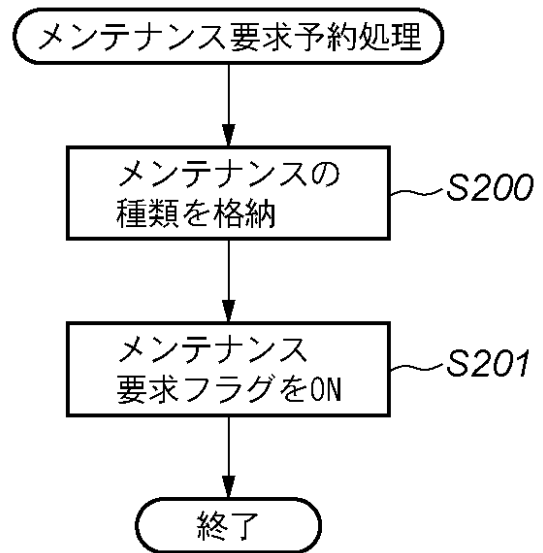 メンテナンス要求予約処理
メンテナンスの
種類を格納
S200
メンテナンス
要求フラグをON
S201
終了